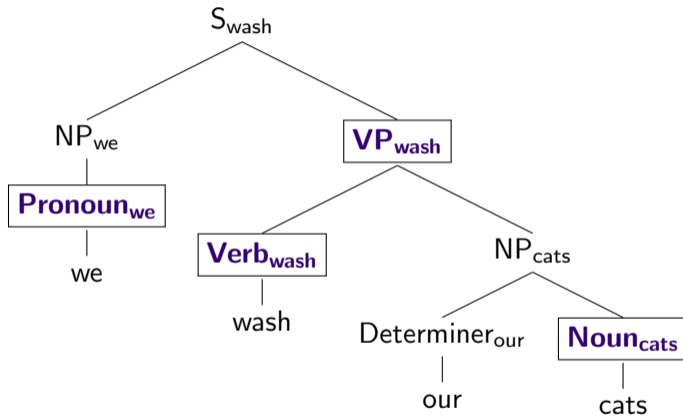 S_wash
NP_we VP_wash
Pronoun_we
Verb_wash NP_cats
we
wash Determiner_our Noun_cats
our cats